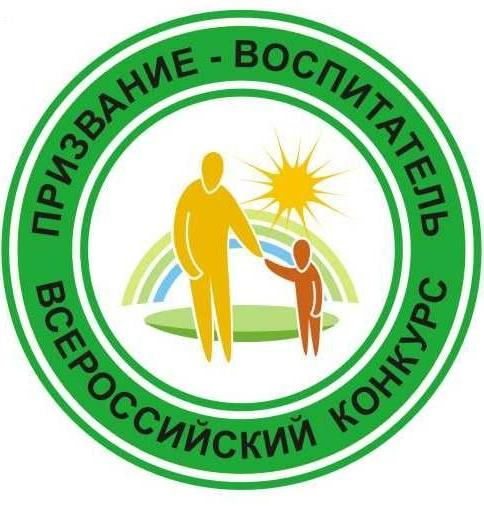 ПРИЗВАНИЕ - ВОСПИТАТЕЛЬ
ВСЕРОССИЙСКИЙ КОНКУРС